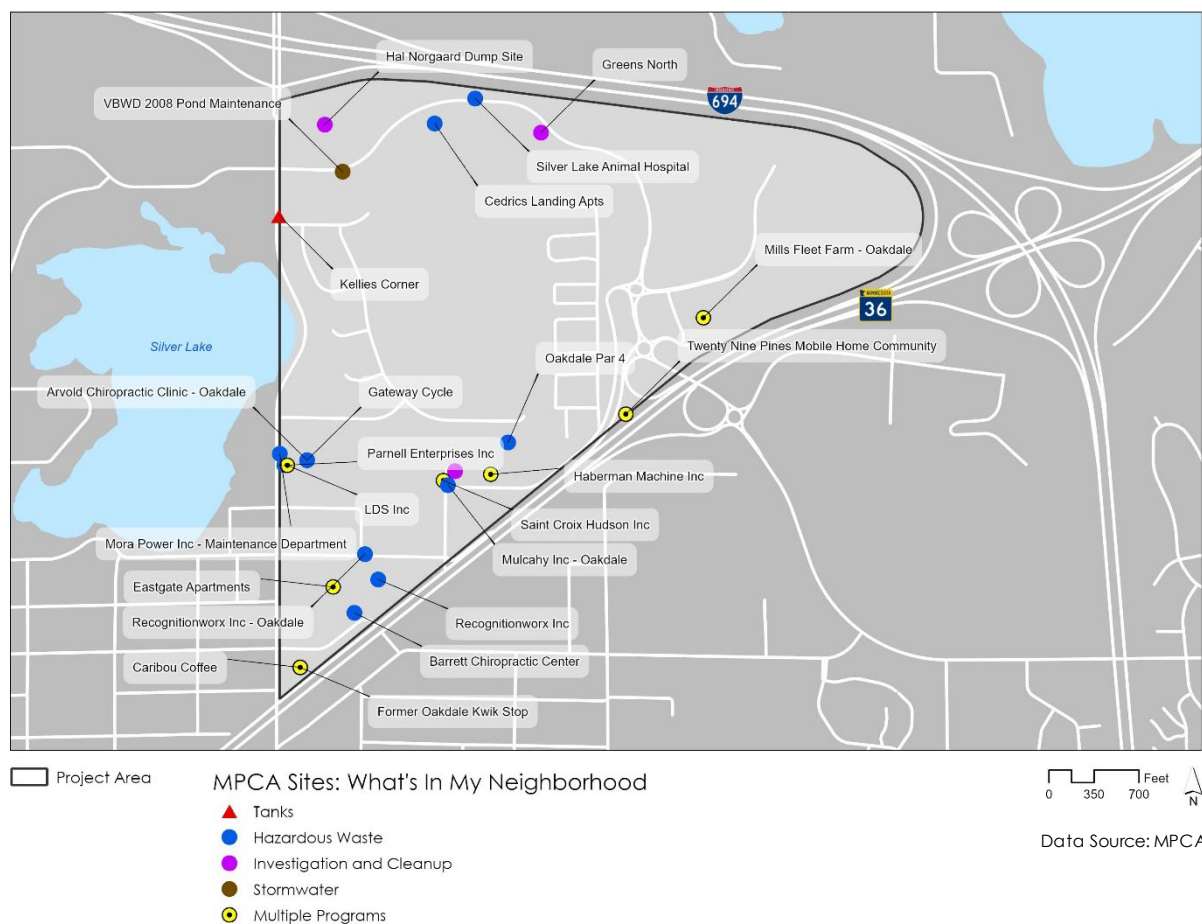 Hal Norgaard Dump Site
Greens North
VBWD 2008 Pond Maintenance
INTERSTATE
694
Silver Lake Animal Hospital
Cedrics Landing Apts
Mills Fleet Farm - Oakdale
Kellies Corner
MINNESOTA
36
Silver Lake
Twenty Nine Pines Mobile Home Community
Oakdale Par 4
Arvold Chiropractic Clinic - Oakdale
Gateway Cycle
Parnell Enterprises Inc
Haberman Machine Inc
LDS Inc
Saint Croix Hudson Inc
Mora Power Inc - Maintenance Department
Mulcahy Inc - Oakdale
Eastgate Apartments
Recognitionworx Inc - Oakdale
Recognitionworx Inc
Barrett Chiropractic Center
Caribou Coffee
Former Oakdale Kwik Stop
Project Area
MPCA Sites: What's In My Neighborhood
Tanks
Hazardous Waste
Investigation and Cleanup
Stormwater
Multiple Programs
Feet
0 350 700
N
Data Source: MPCA